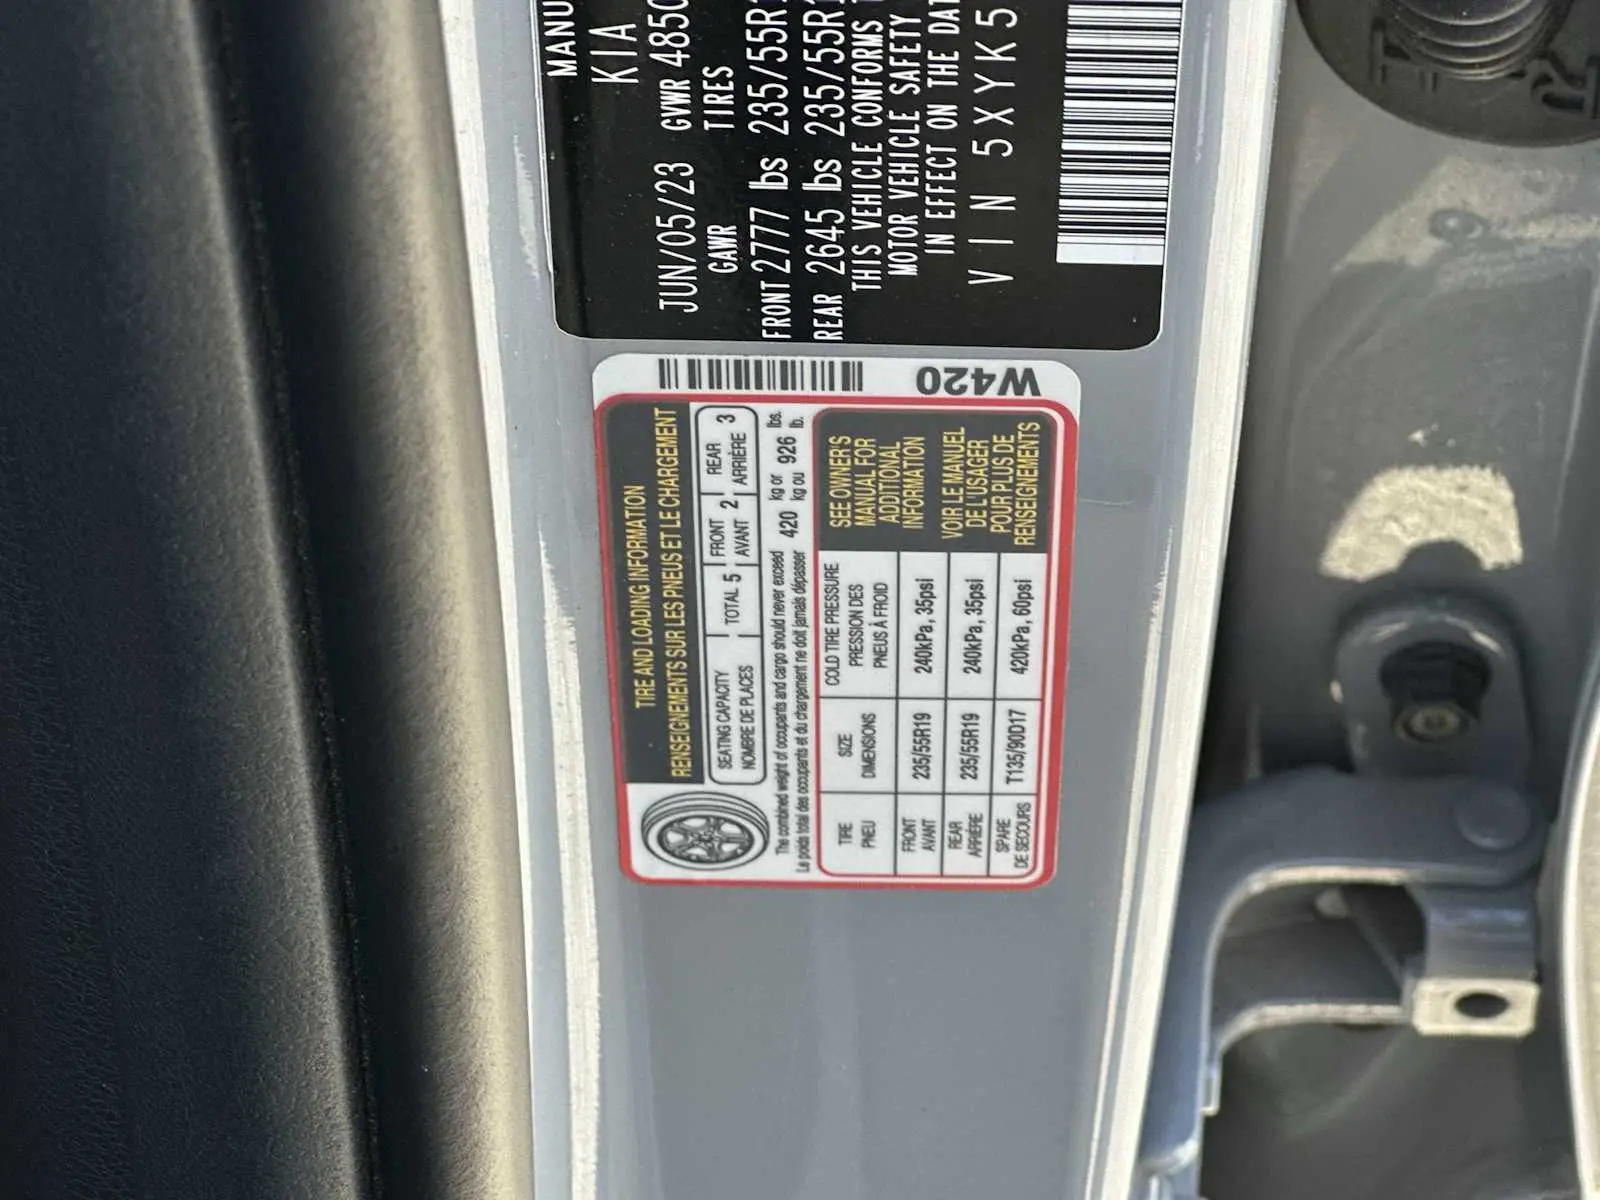 MANU
KIA
JUN/05/23 GVWR 4850
GAWR TIRES
FRONT 2777 lbs 235/55R1
REAR 2645 lbs 235/55R1
THIS VEHICLE CONFORMS
MOTOR VEHICLE SAFETY
IN EFFECT ON THE DAT
VIN 5XYK5
W420
TIRE AND LOADING INFORMATION
RENSEIGNEMENTS SUR LES PNEUS ET LE CHARGEMENT
SEATING CAPACITY TOTAL 5 FRONT 2 REAR 3
NOMBRE DE PLACES AVANT ARRIÈRE
The combined weight of occupants and cargo should never exceed 420 kg or 926 lbs.
Le poids total des occupants et du chargement ne doit jamais dépasser kg ou lb.
TIRE SIZE COLD TIRE PRESSURE
PNEU DIMENSIONS PRESSION DES
PNEUS À FROID
FRONT 235/55R19 240kPa, 35psi
AVANT
REAR 235/55R19 240kPa, 35psi
ARRIÈRE
SPARE T135/90D17 420kPa, 60psi
DE SECOURS
SEE OWNER'S
MANUAL FOR
ADDITIONAL
INFORMATION
VOIR LE MANUEL
DE L'USAGER
POUR PLUS DE
RENSEIGNEMENTS